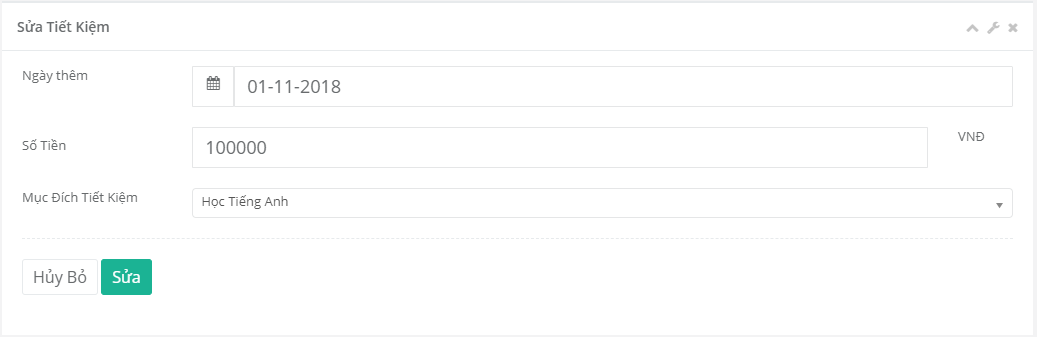 Sửa Tiết Kiệm
Ngày thêm
01-11-2018
Số Tiền
100000
VNĐ
Mục Đích Tiết Kiệm
Học Tiếng Anh
Hủy Bỏ
Sửa